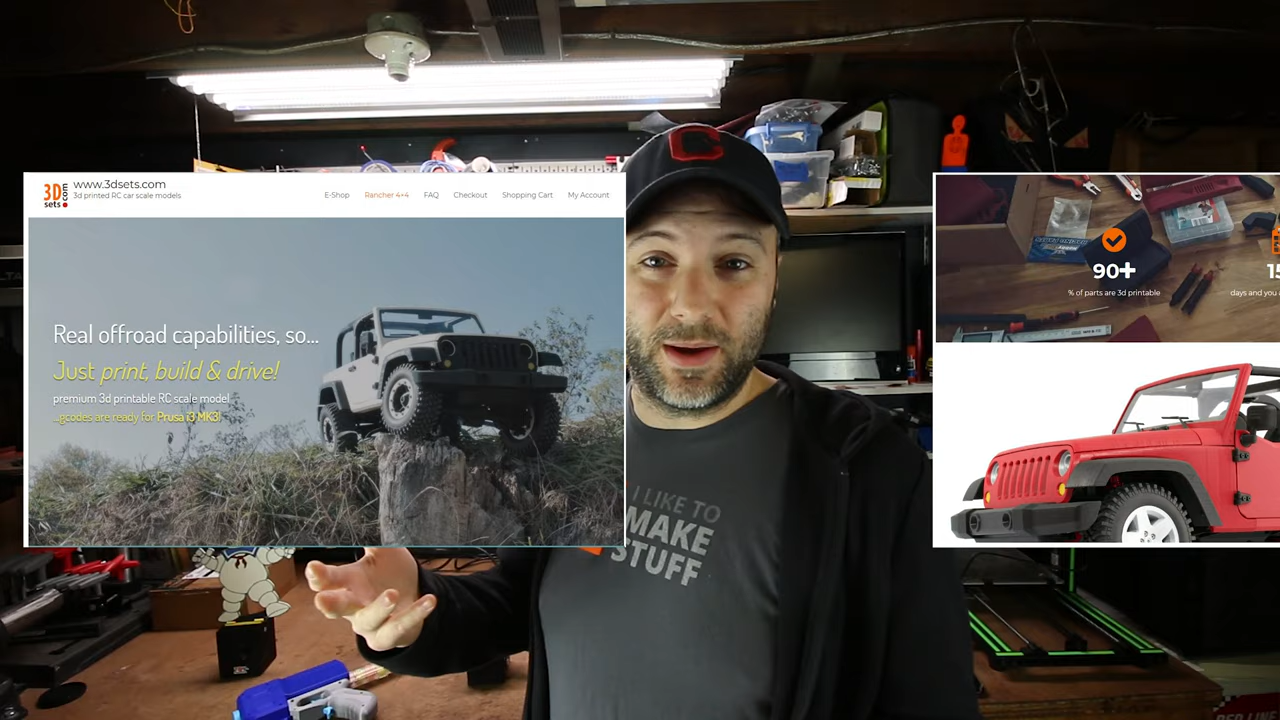 3D
sets
com
www.3dsets.com
3d printed RC car scale models
E-Shop
Rancher 4×4
FAQ
Checkout
Shopping Cart
My Account
Real offroad capabilities, so...
Just print, build & drive!
premium 3d printable RC scale model
...gcodes are ready for Prusa i3 MK3!
C
I LIKE TO
MAKE
STUFF
90+
% of parts are 3d printable
15
days and you a